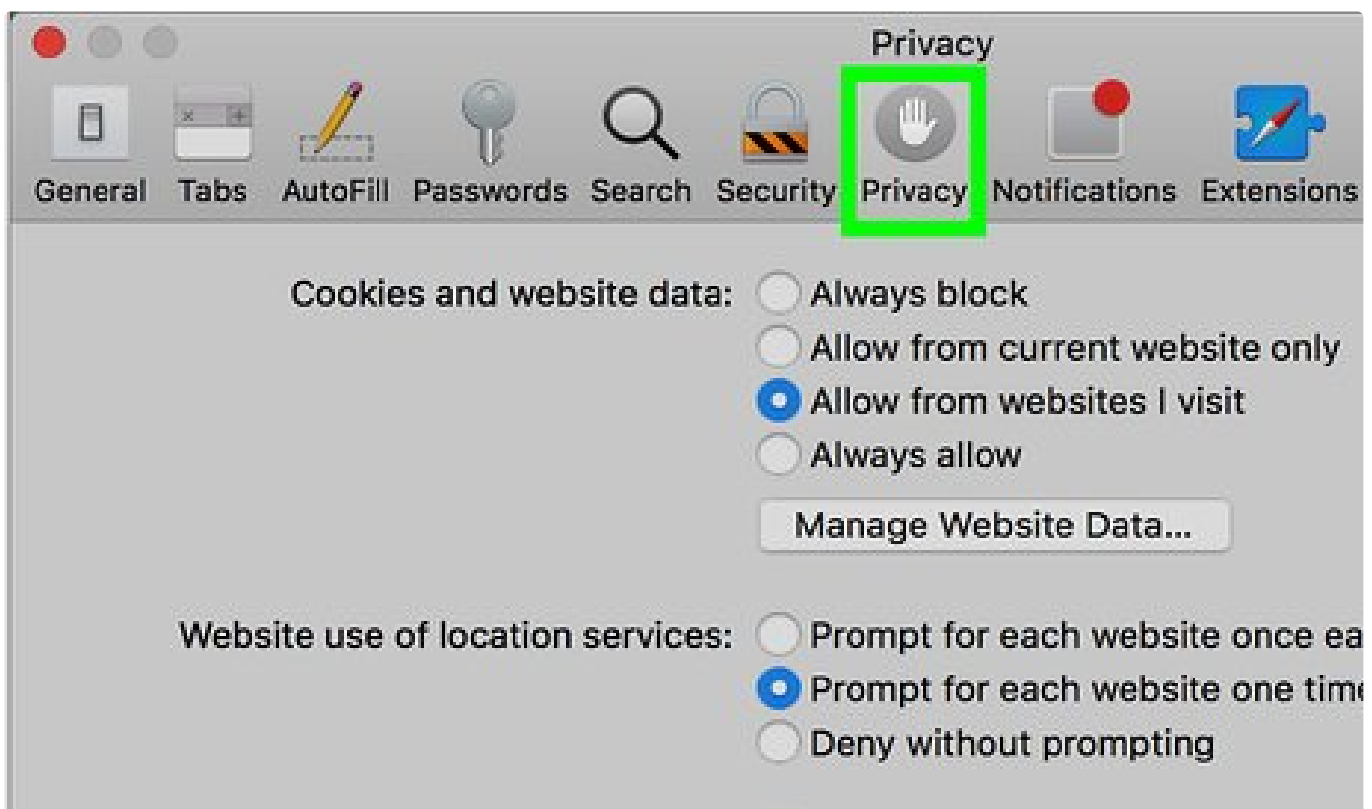 Privacy
General Tabs AutoFill Passwords Search Security Privacy Notifications Extensions
Cookies and website data: Always block
Allow from current website only
Allow from websites I visit
Always allow
Manage Website Data...
Website use of location services: Prompt for each website once ea
Prompt for each website one time
Deny without prompting